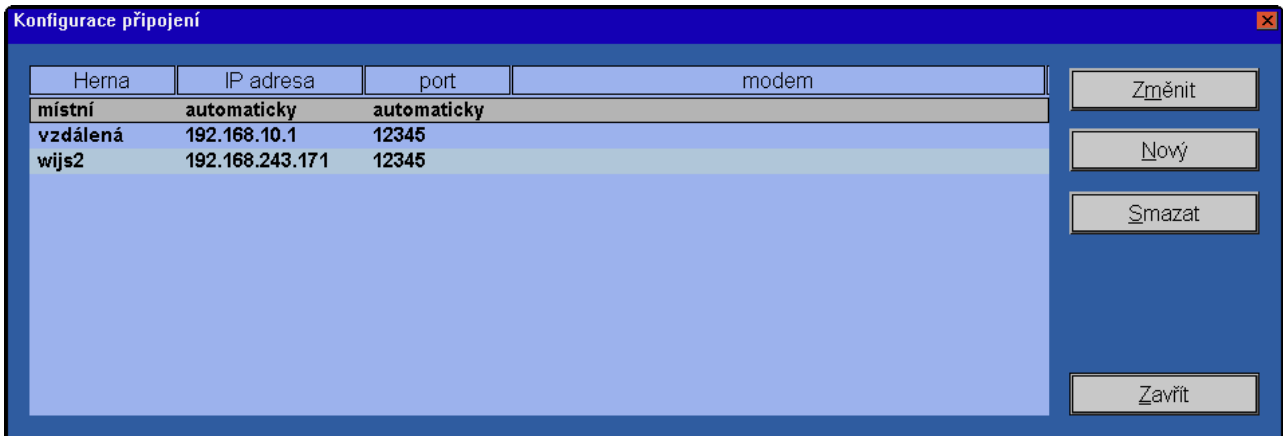 Konfigurace připojení
Herna IP adresa port modem
místní automaticky automaticky
vzdálená 192.168.10.1 12345
wijs2 192.168.243.171 12345
Změnit
Nový
Smazat
Zavřít